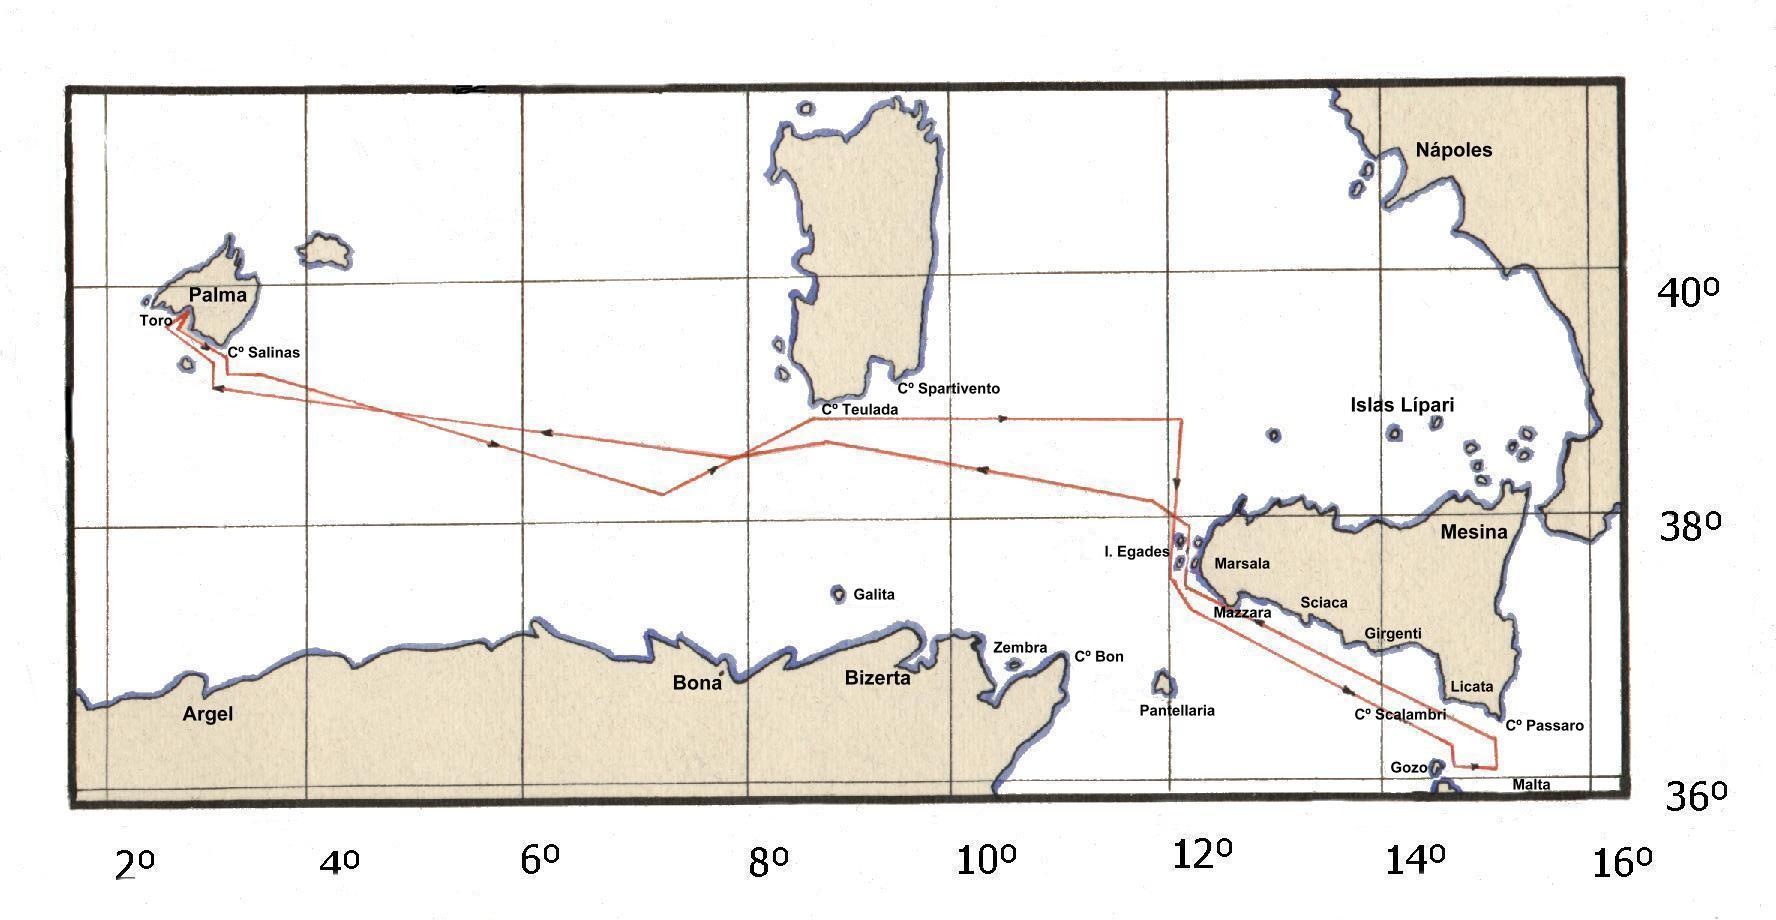 Nápoles
40º
Palma
Toro
Cº Salinas
Cº Spartivento
Cº Teulada
Islas Lípari
38º
Mesina
I. Egades
Marsala
Galita
Sciaca
Mazzara
Girgenti
Zembra
Cº Bon
Bona
Bizerta
Licata
Argel
Pantellaria
Cº Scalambri
Cº Passaro
Gozo
Malta
36º
2º 4º 6º 8º 10º 12º 14º 16º